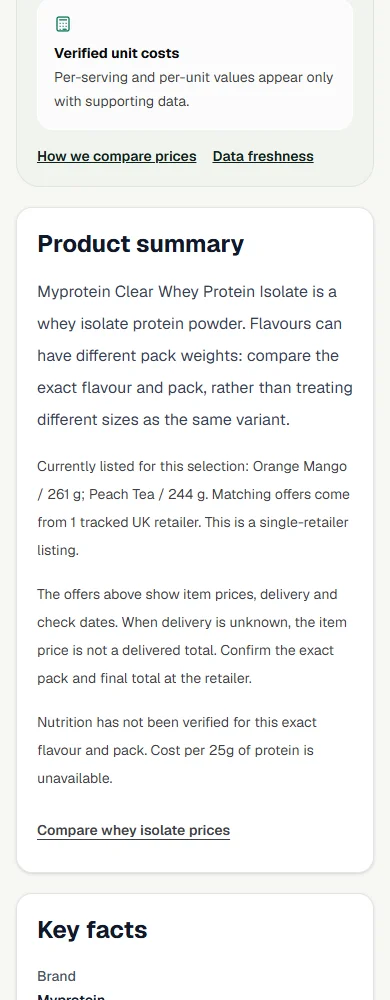 Verified unit costs
Per-serving and per-unit values appear only
with supporting data.
How we compare prices Data freshness
Product summary
Myprotein Clear Whey Protein Isolate is a
whey isolate protein powder. Flavours can
have different pack weights: compare the
exact flavour and pack, rather than treating
different sizes as the same variant.
Currently listed for this selection: Orange Mango
/ 261 g; Peach Tea / 244 g. Matching offers come
from 1 tracked UK retailer. This is a single-retailer
listing.
The offers above show item prices, delivery and
check dates. When delivery is unknown, the item
price is not a delivered total. Confirm the exact
pack and final total at the retailer.
Nutrition has not been verified for this exact
flavour and pack. Cost per 25g of protein is
unavailable.
Compare whey isolate prices
Key facts
Brand
Myprotein